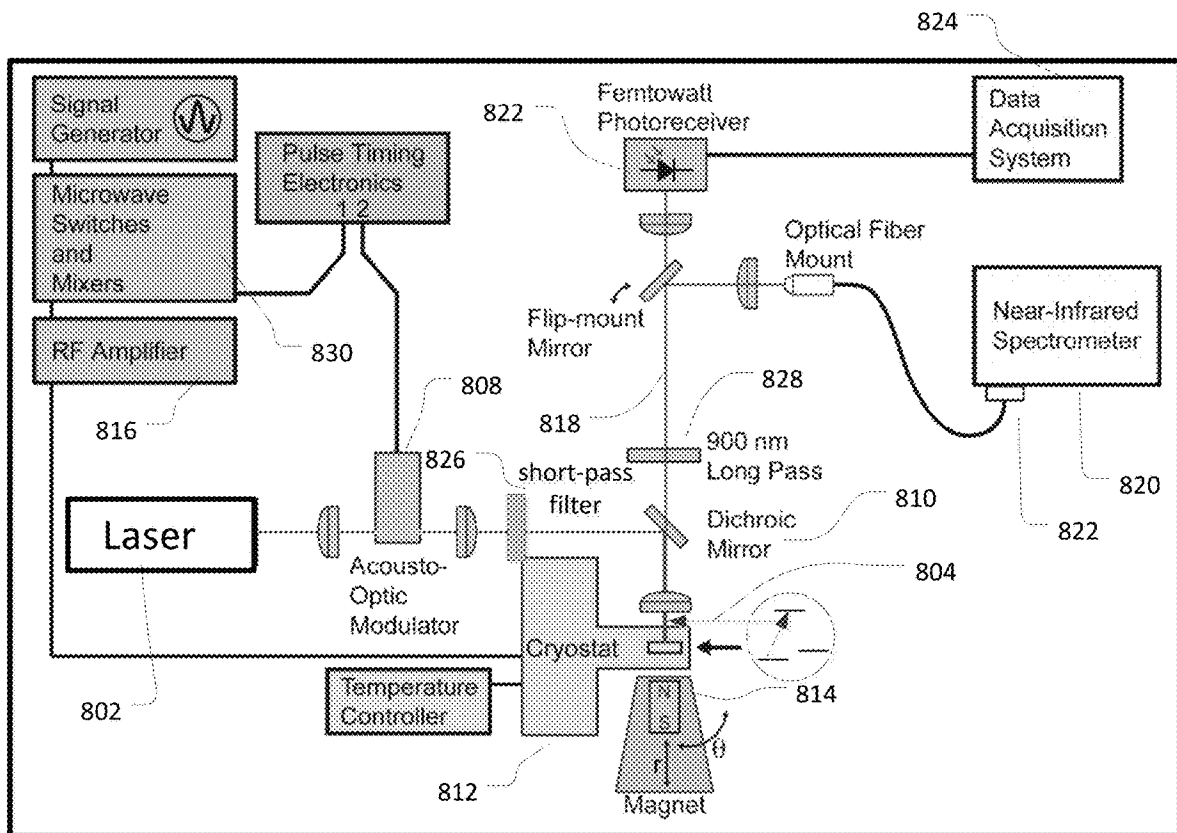 824
Signal
Generator
Femtowatt
Photoreceiver
822
Data
Acquisition
System
Pulse Timing
Electronics
1 2
Microwave
Switches
and
Mixers
Optical Fiber
Mount
Flip-mount
Mirror
Near-Infrared
Spectrometer
RF Amplifier
830
816
808
818
828
826
short-pass
filter
900 nm
Long Pass
810
820
822
Laser
Dichroic
Mirror
Acousto-
Optic
Modulator
804
Cryostat
802
Temperature
Controller
N
S
814
θ
r
812
Magnet